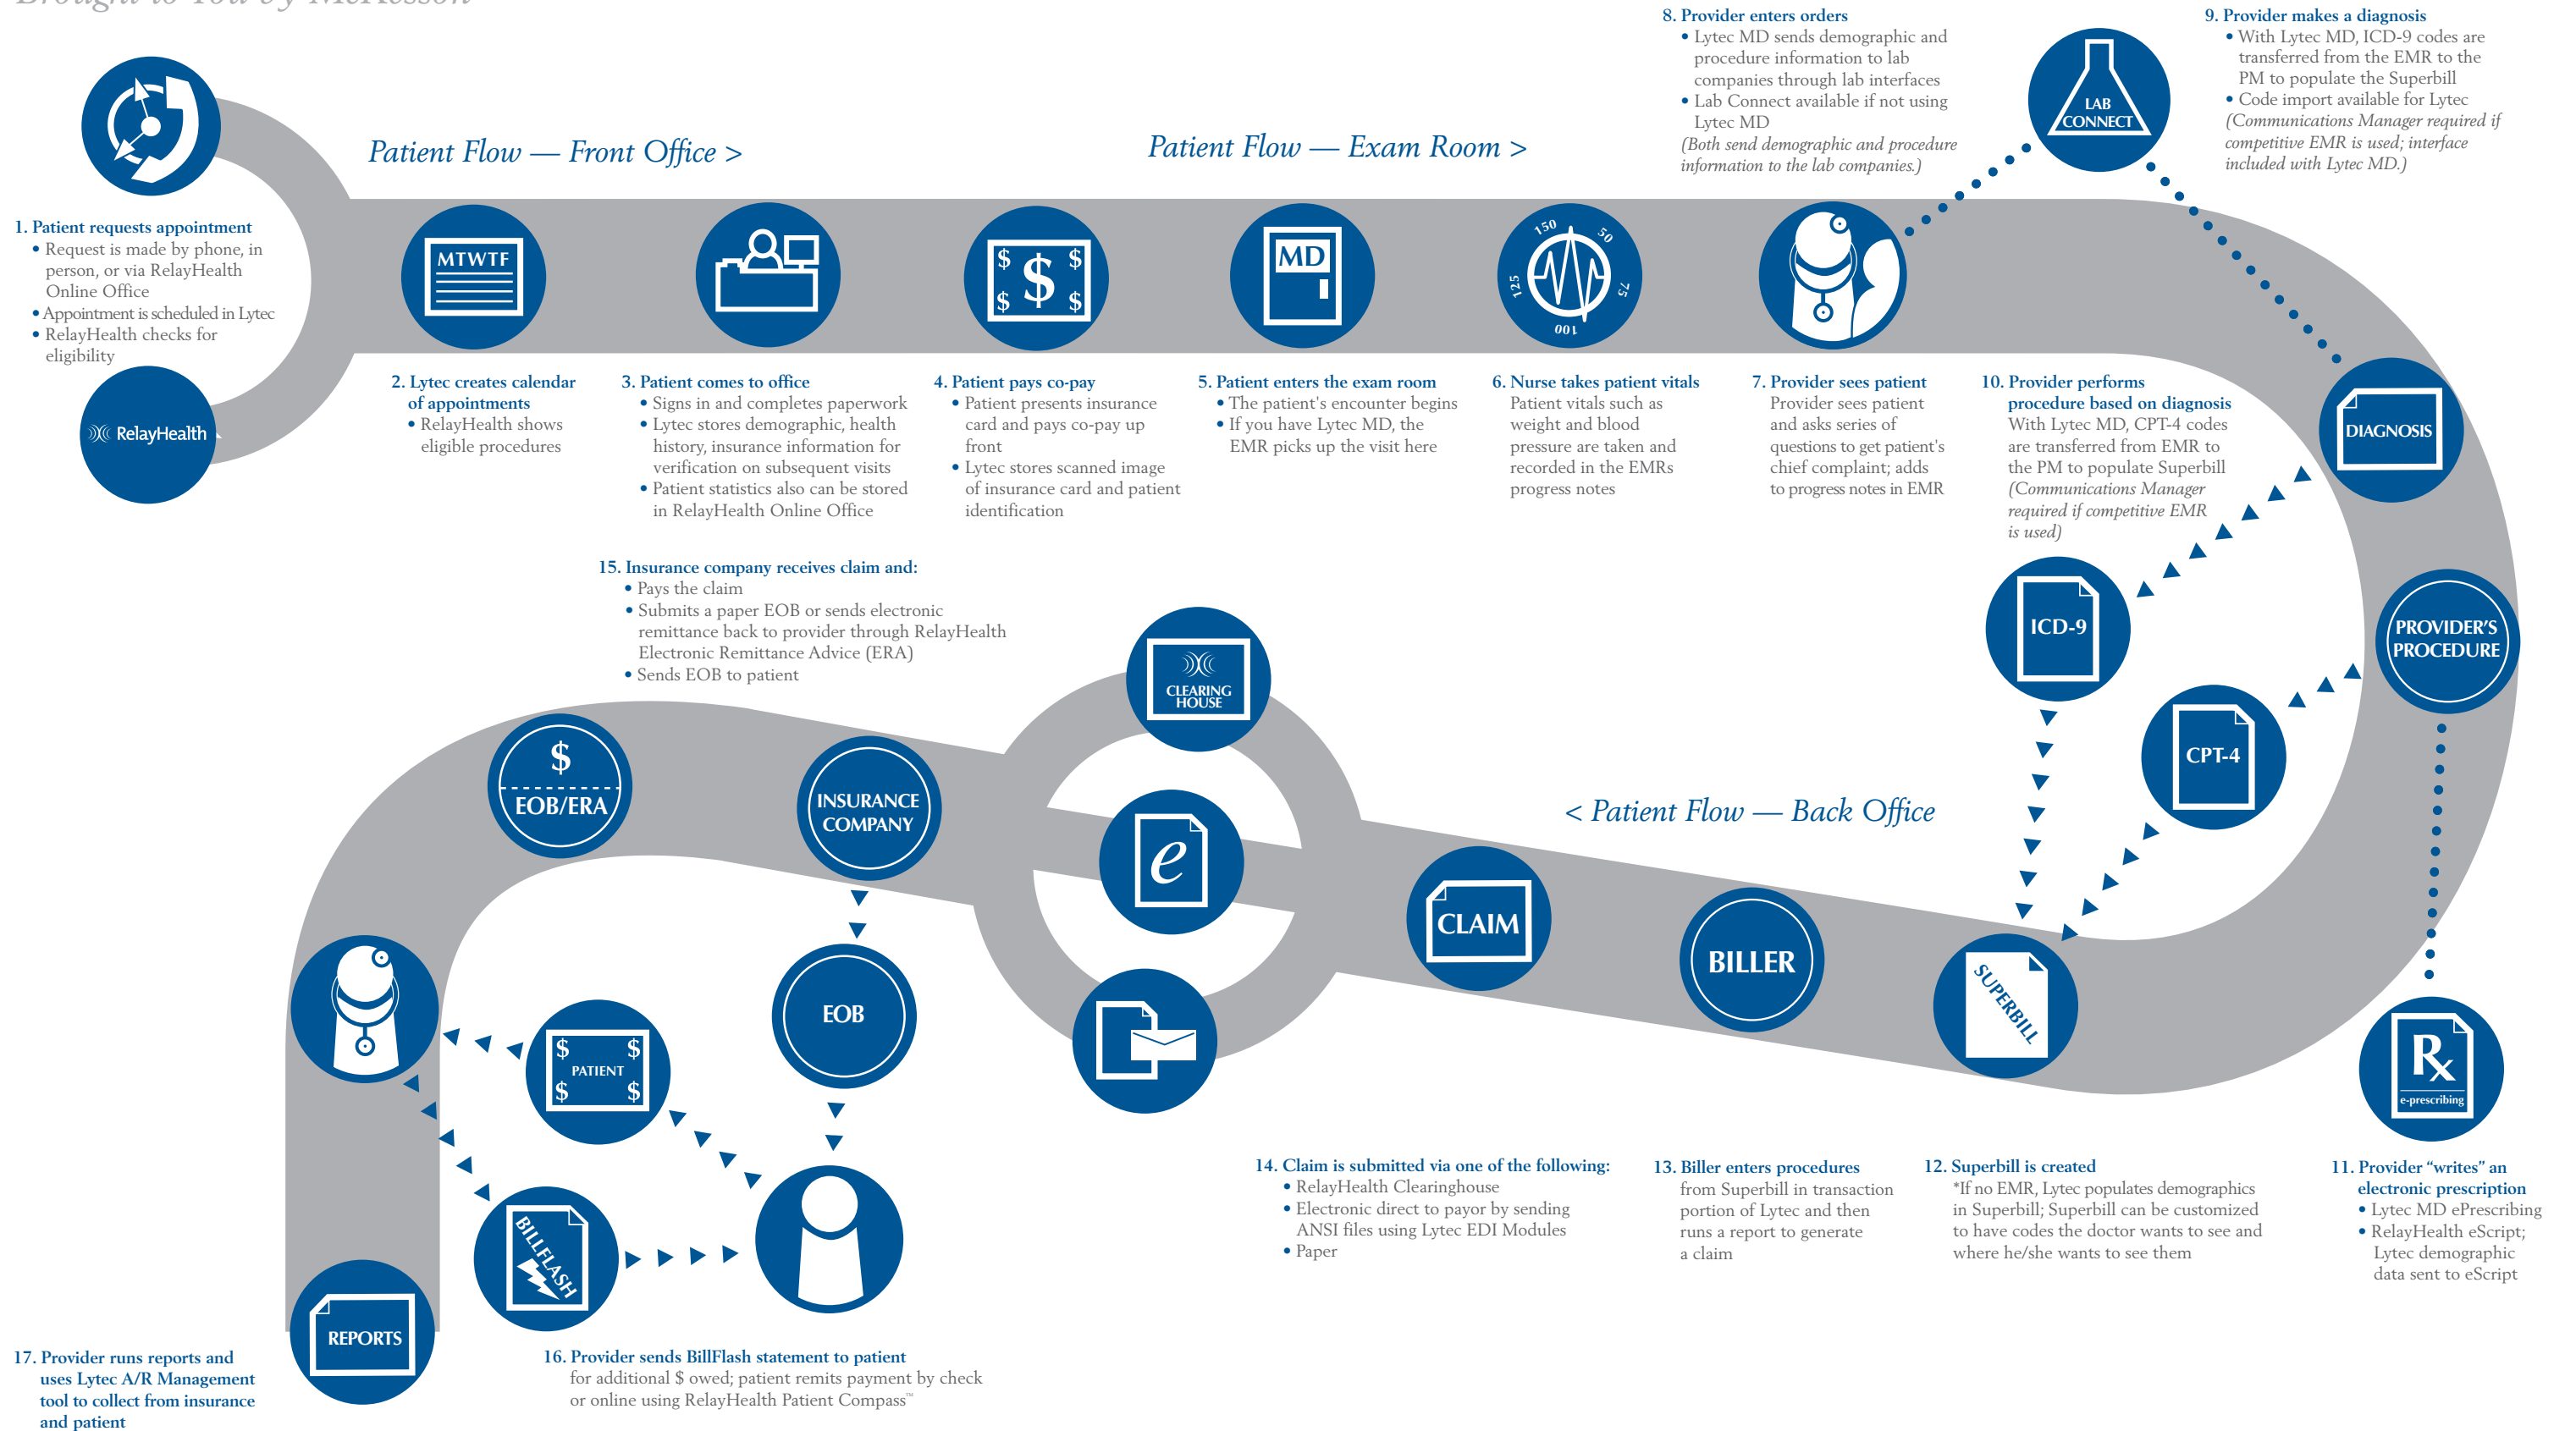 Brought to You by McKesson
Patient Flow — Front Office >
Patient Flow — Exam Room >
1. Patient requests appointment
• Request is made by phone, in
person, or via RelayHealth
Online Office
• Appointment is scheduled in Lytec
• RelayHealth checks for
eligibility
RelayHealth
MTWTF
2. Lytec creates calendar
of appointments
• RelayHealth shows
eligible procedures
3. Patient comes to office
• Signs in and completes paperwork
• Lytec stores demographic, health
history, insurance information for
verification on subsequent visits
• Patient statistics also can be stored
in RelayHealth Online Office
$ $
$
$ $
4. Patient pays co-pay
• Patient presents insurance
card and pays co-pay up
front
• Lytec stores scanned image
of insurance card and patient
identification
MD
5. Patient enters the exam room
• The patient's encounter begins
• If you have Lytec MD, the
EMR picks up the visit here
150
50
75
100
125
6. Nurse takes patient vitals
Patient vitals such as
weight and blood
pressure are taken and
recorded in the EMRs
progress notes
7. Provider sees patient
Provider sees patient
and asks series of
questions to get patient's
chief complaint; adds
to progress notes in EMR
8. Provider enters orders
• Lytec MD sends demographic and
procedure information to lab
companies through lab interfaces
• Lab Connect available if not using
Lytec MD
(Both send demographic and procedure
information to the lab companies.)
LAB
CONNECT
9. Provider makes a diagnosis
• With Lytec MD, ICD-9 codes are
transferred from the EMR to the
PM to populate the Superbill
• Code import available for Lytec
(Communications Manager required if
competitive EMR is used; interface
included with Lytec MD.)
DIAGNOSIS
10. Provider performs
procedure based on diagnosis
With Lytec MD, CPT-4 codes
are transferred from EMR to
the PM to populate Superbill
(Communications Manager
required if competitive EMR
is used)
ICD-9
PROVIDER'S
PROCEDURE
CPT-4
< Patient Flow — Back Office
Rx
e-prescribing
11. Provider “writes” an
electronic prescription
• Lytec MD ePrescribing
• RelayHealth eScript;
Lytec demographic
data sent to eScript
SUPERBILL
12. Superbill is created
*If no EMR, Lytec populates demographics
in Superbill; Superbill can be customized
to have codes the doctor wants to see and
where he/she wants to see them
BILLER
13. Biller enters procedures
from Superbill in transaction
portion of Lytec and then
runs a report to generate
a claim
CLAIM
14. Claim is submitted via one of the following:
• RelayHealth Clearinghouse
• Electronic direct to payor by sending
ANSI files using Lytec EDI Modules
• Paper
CLEARING
HOUSE
e
15. Insurance company receives claim and:
• Pays the claim
• Submits a paper EOB or sends electronic
remittance back to provider through RelayHealth
Electronic Remittance Advice (ERA)
• Sends EOB to patient
INSURANCE
COMPANY
$
EOB/ERA
EOB
$ $
PATIENT
$ $
BILLFLASH
16. Provider sends BillFlash statement to patient
for additional $ owed; patient remits payment by check
or online using RelayHealth Patient Compass™
REPORTS
17. Provider runs reports and
uses Lytec A/R Management
tool to collect from insurance
and patient